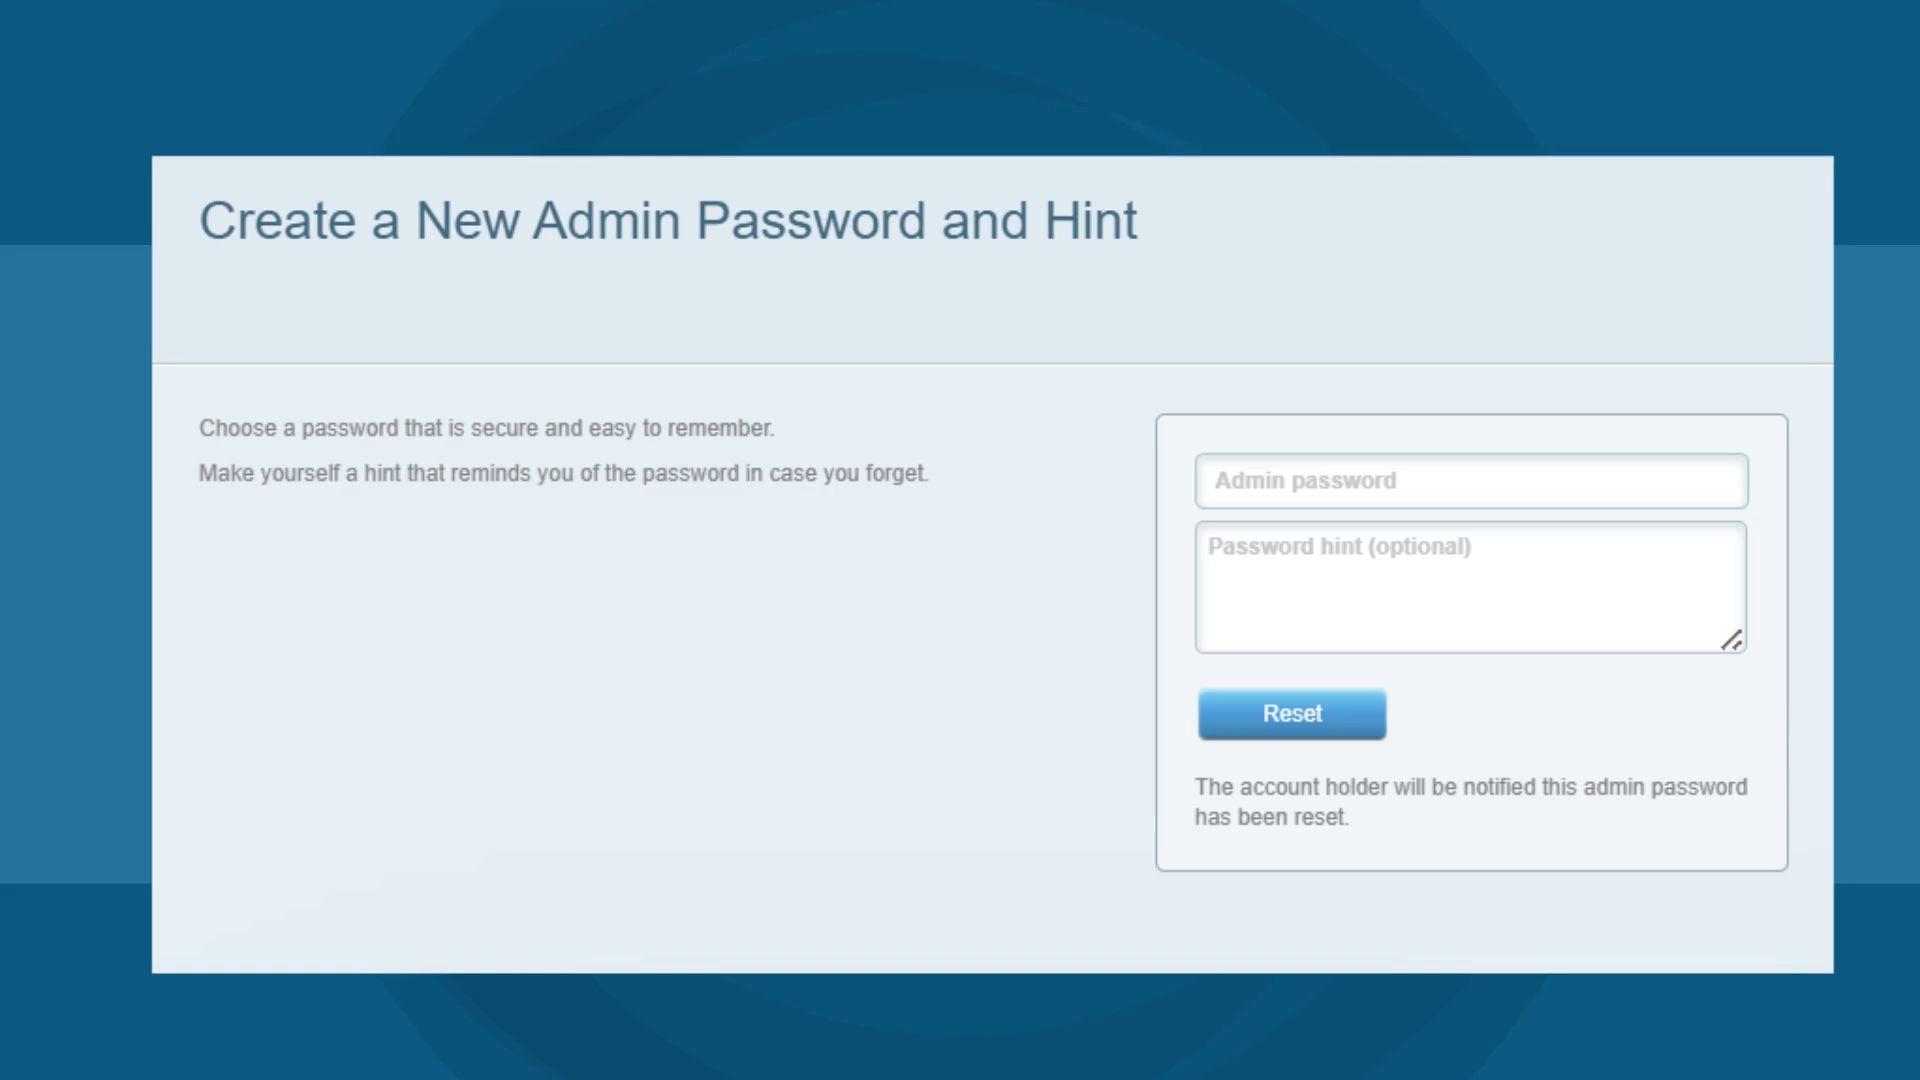 Create a New Admin Password and Hint
Choose a password that is secure and easy to remember.
Make yourself a hint that reminds you of the password in case you forget.
Admin password
Password hint (optional)
Reset
The account holder will be notified this admin password
has been reset.